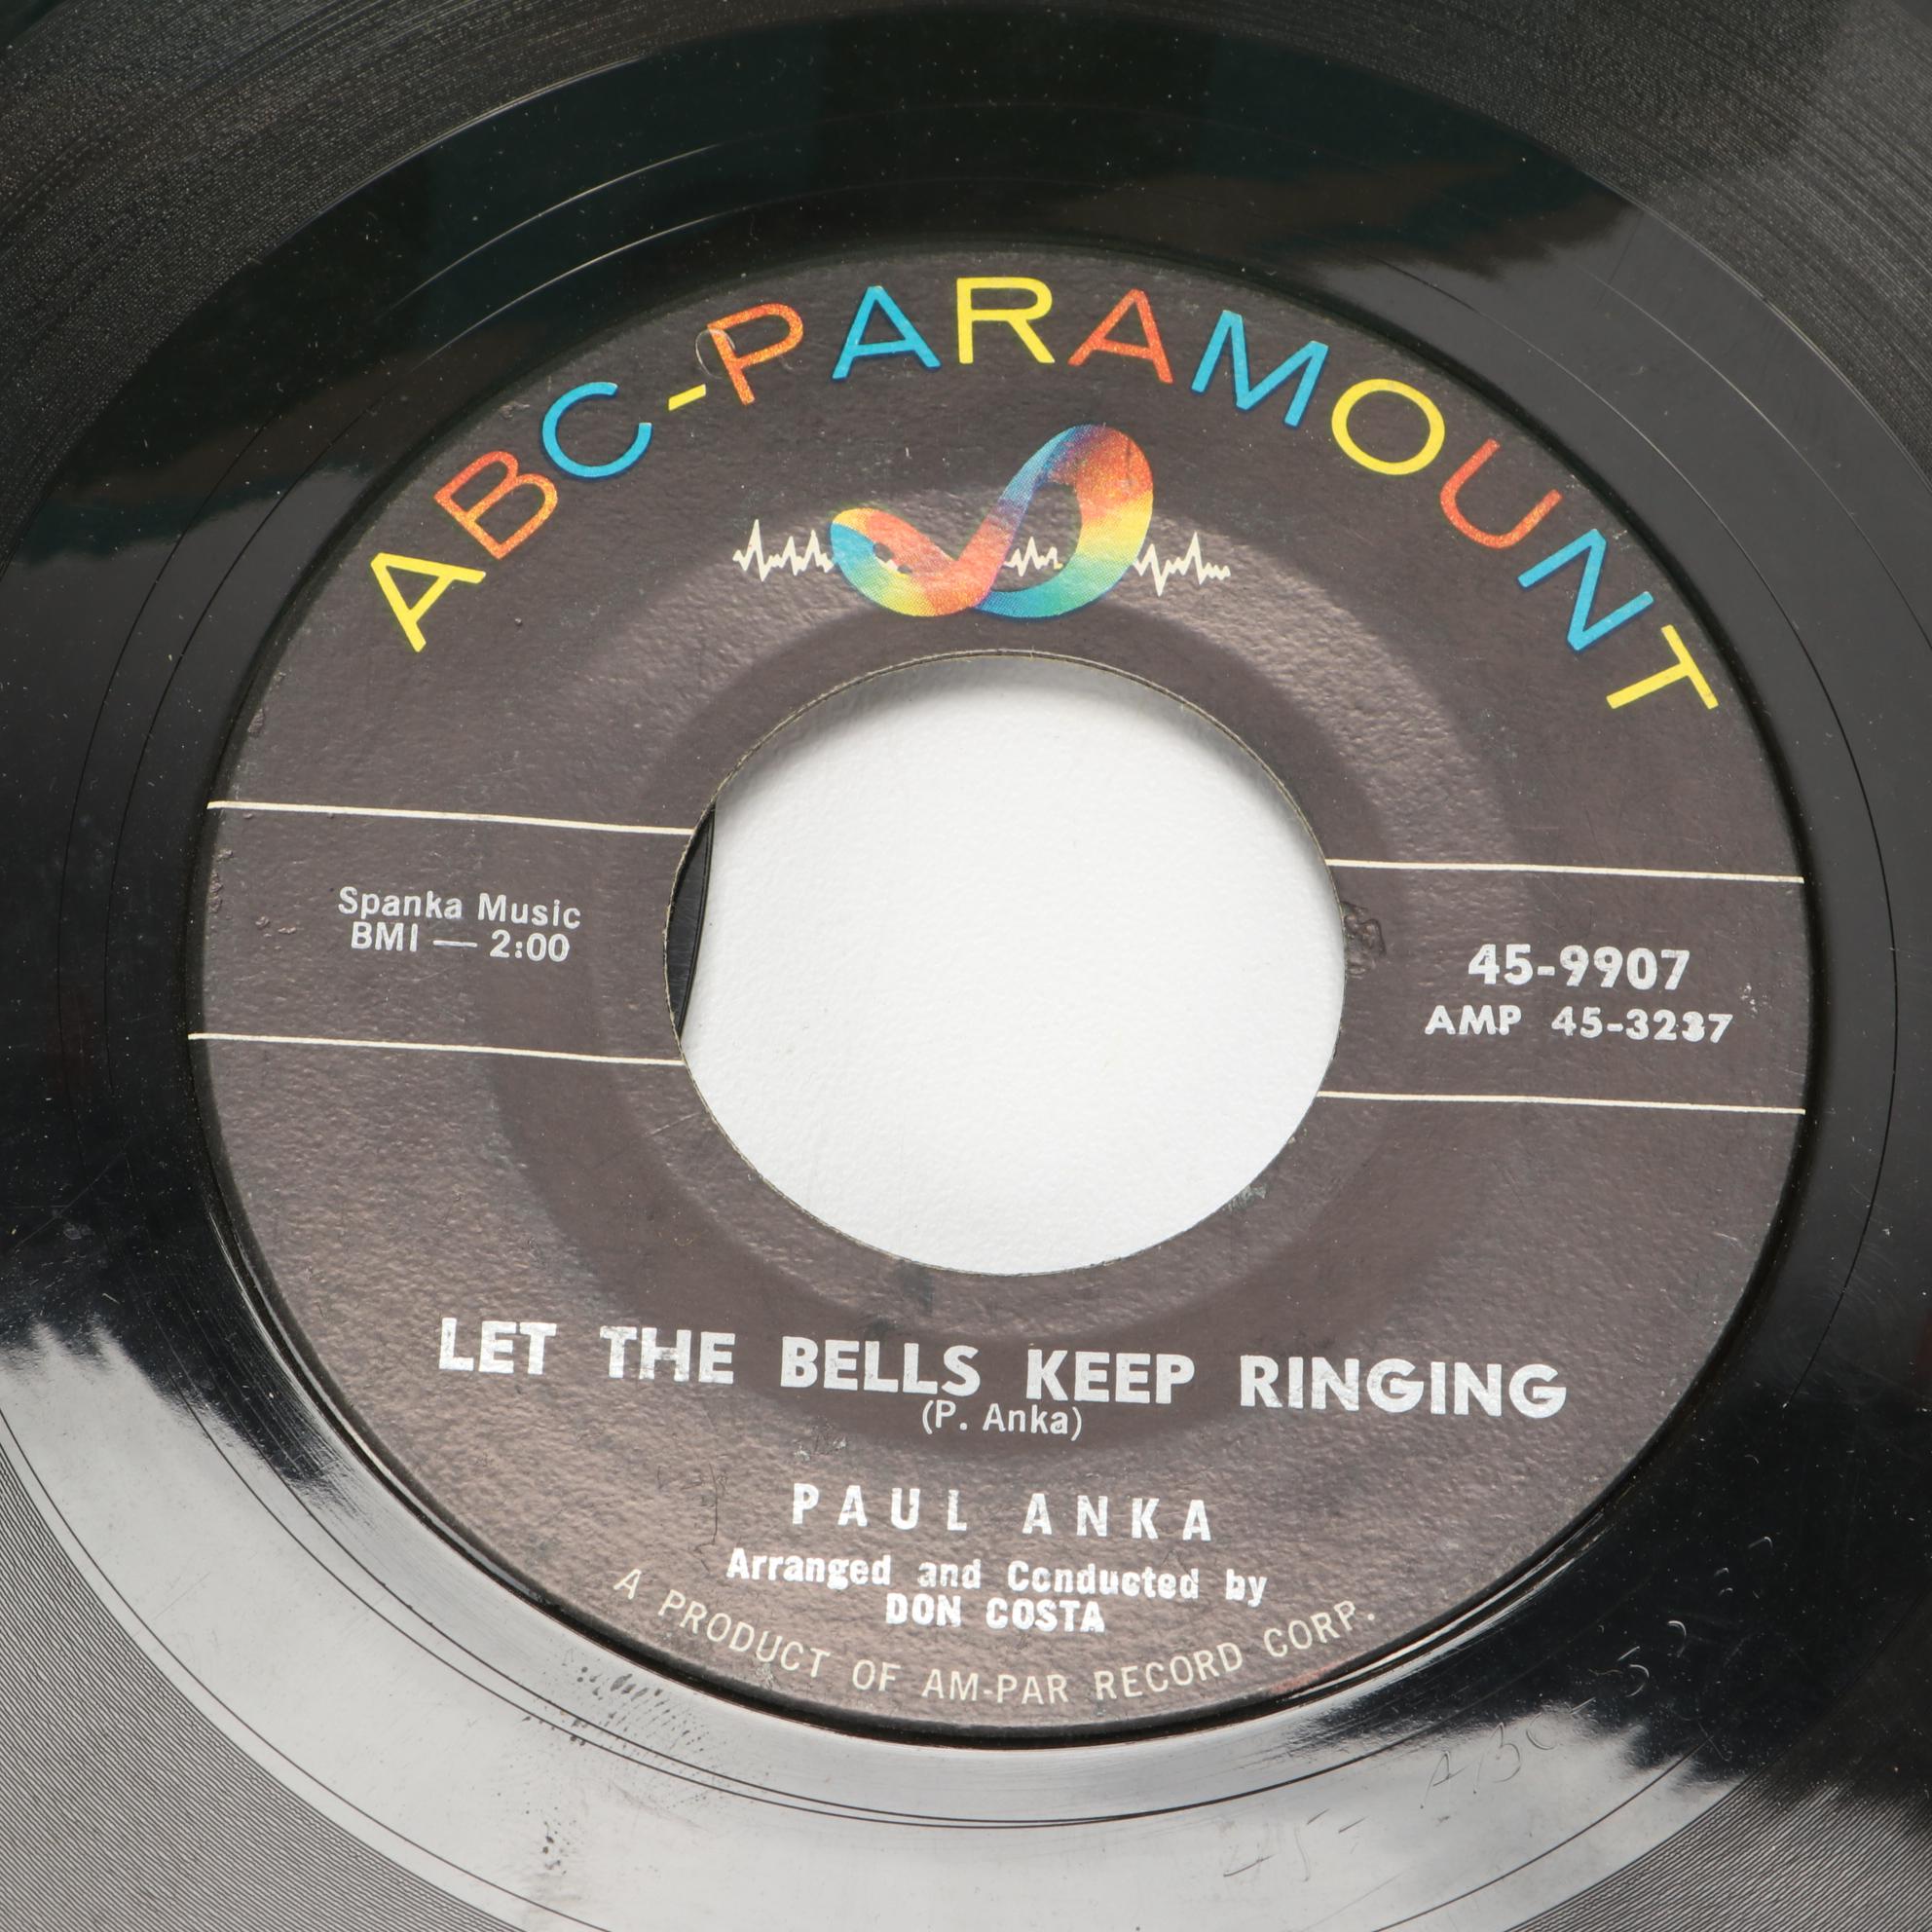 ABC-PARAMOUNT
Spanka Music
BMI — 2:00
45-9907
AMP 45-3237
LET THE BELLS KEEP RINGING
(P. Anka)
PAUL ANKA
Arranged and Conducted by
DON COSTA
A PRODUCT OF AM-PAR RECORD CORP.